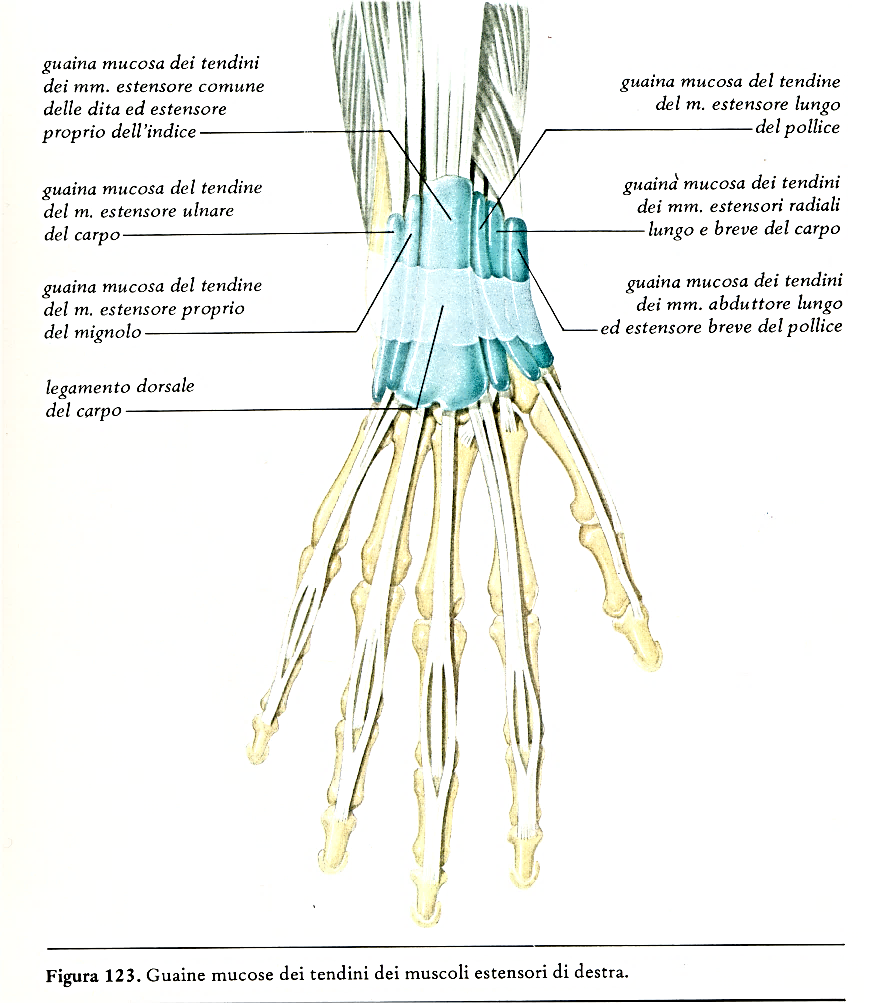 guaina mucosa dei tendini
dei mm. estensore comune
delle dita ed estensore
proprio dell'indice
guaina mucosa del tendine
del m. estensore ulnare
del carpo
guaina mucosa del tendine
del m. estensore proprio
del mignolo
legamento dorsale
del carpo
guaina mucosa del tendine
del m. estensore lungo
del pollice
guaina mucosa dei tendini
dei mm. estensori radiali
lungo e breve del carpo
guaina mucosa dei tendini
dei mm. abduttore lungo
ed estensore breve del pollice
Figura 123. Guaine mucose dei tendini dei muscoli estensori di destra.